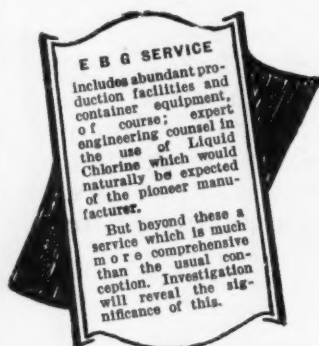 E B G SERVICE
includes abundant pro-
duction facilities and
container equipment,
of course; expert
engineering counsel in
the use of Liquid
Chlorine which would
naturally be expected
of the pioneer manu-
facturer.
But beyond these a
service which is much
more comprehensive
than the usual con-
ception. Investigation
will reveal the sig-
nificance of this.